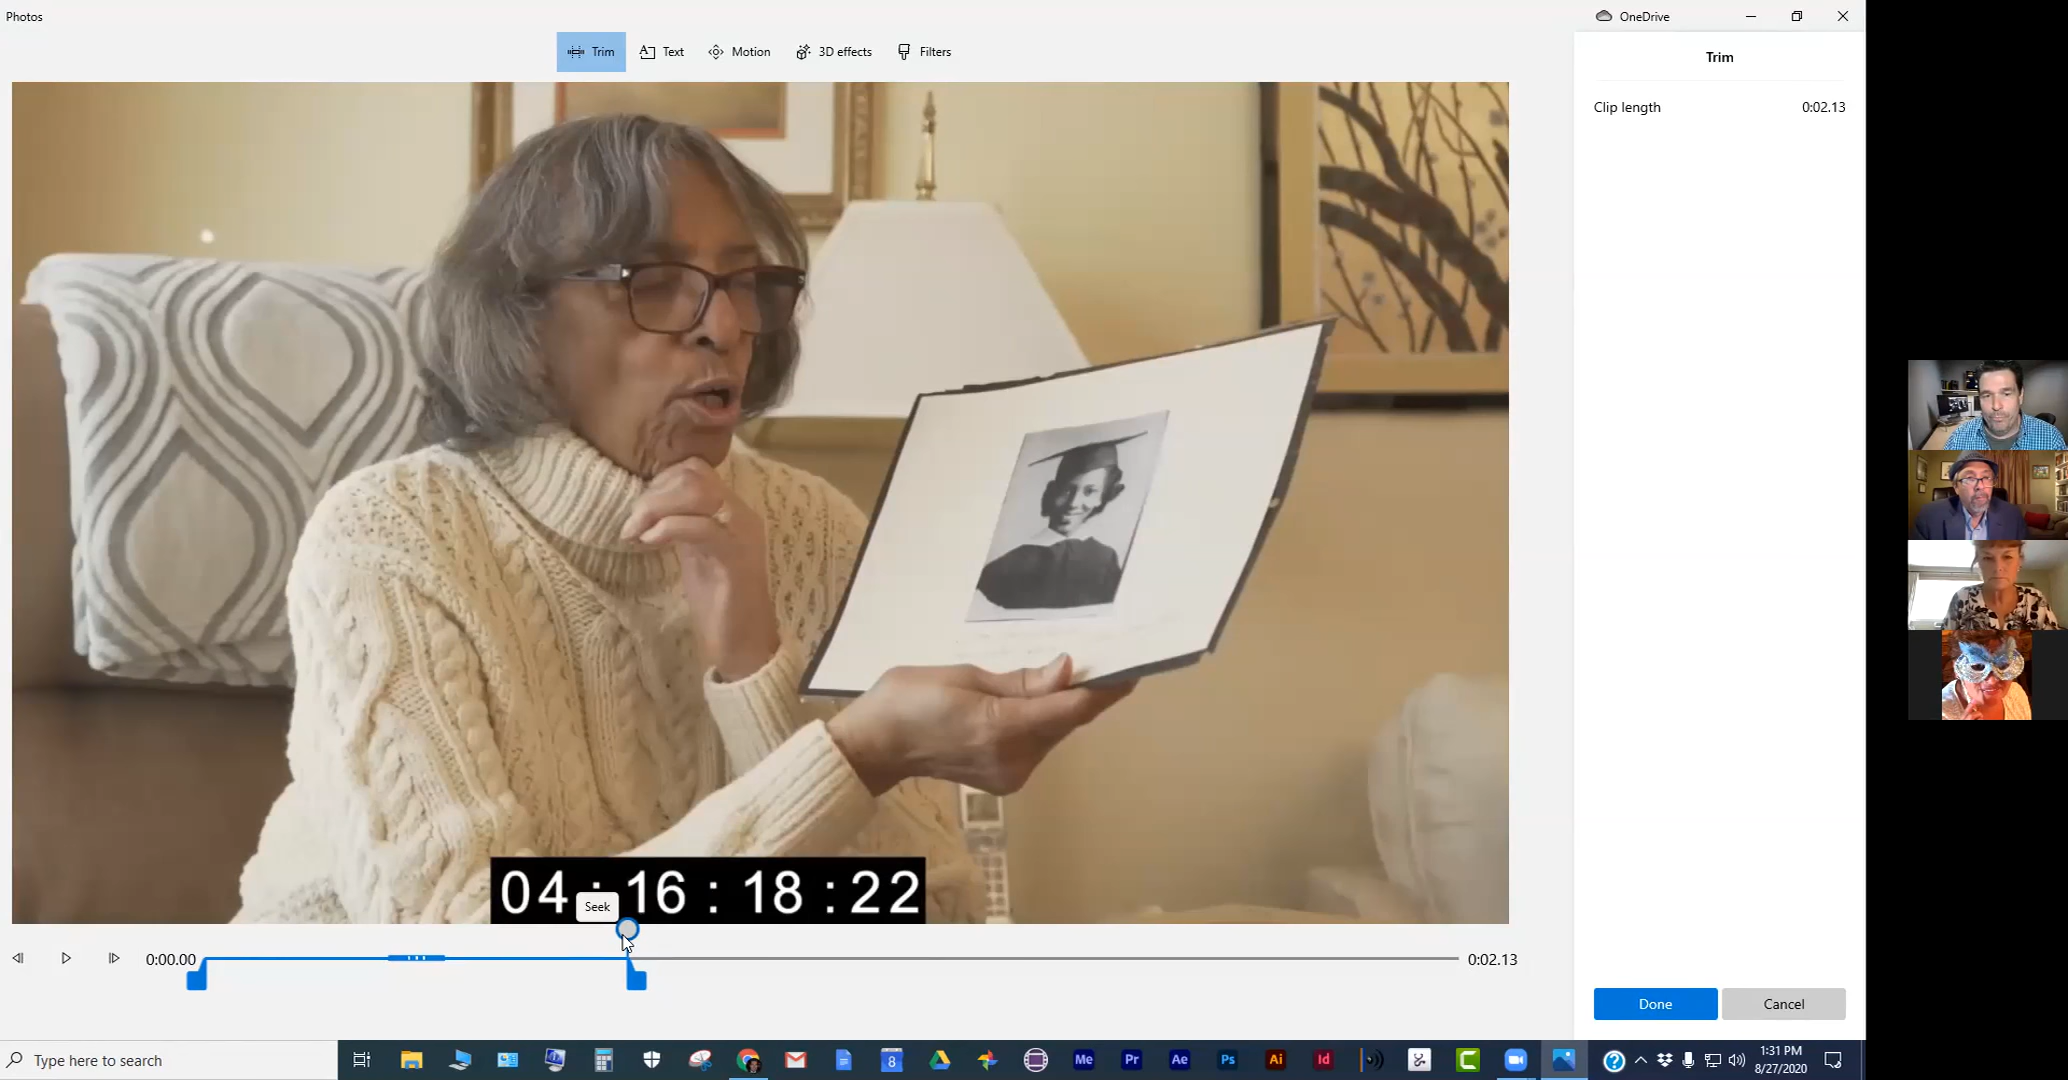 Photos
OneDrive
Trim
Text
Motion
3D effects
Filters
Trim
Clip length 0:02.13
04 : 16 : 18 : 22
Seek
0:00.00
0:02.13
Done
Cancel
Type here to search
8
Me
Pr
Ae
Ps
Ai
Id
?
1:31 PM
8/27/2020